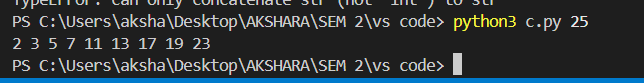 TypeError: can only concatenate str (not "int") to str
PS C:\Users\aksha\Desktop\AKSHARA\SEM 2\vs code> python3 c.py 25
2 3 5 7 11 13 17 19 23
PS C:\Users\aksha\Desktop\AKSHARA\SEM 2\vs code>